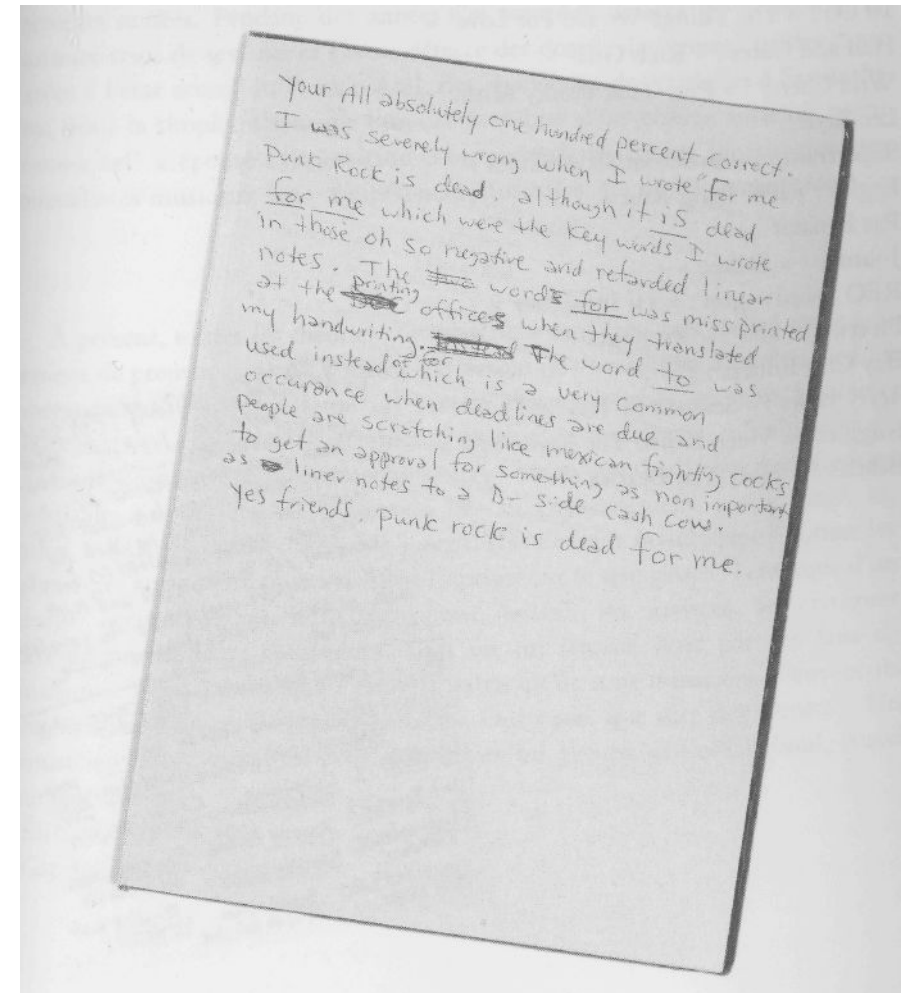 Your All absolutely one hundred percent correct.
I was severely wrong when I wrote "For me
Punk Rock is dead. although it is dead
for me which were the key words I wrote
in those oh so negative and retarded linear
notes. The words for was miss printed
at the printing offices when they translated
my handwriting. The word to was
used instead of for which is a very common
occurance when deadlines are due and
people are scratching like mexican fighting cocks
to get an approval for something as non important
as liner notes to a B- side cash cow.
Yes friends. punk rock is dead for me.